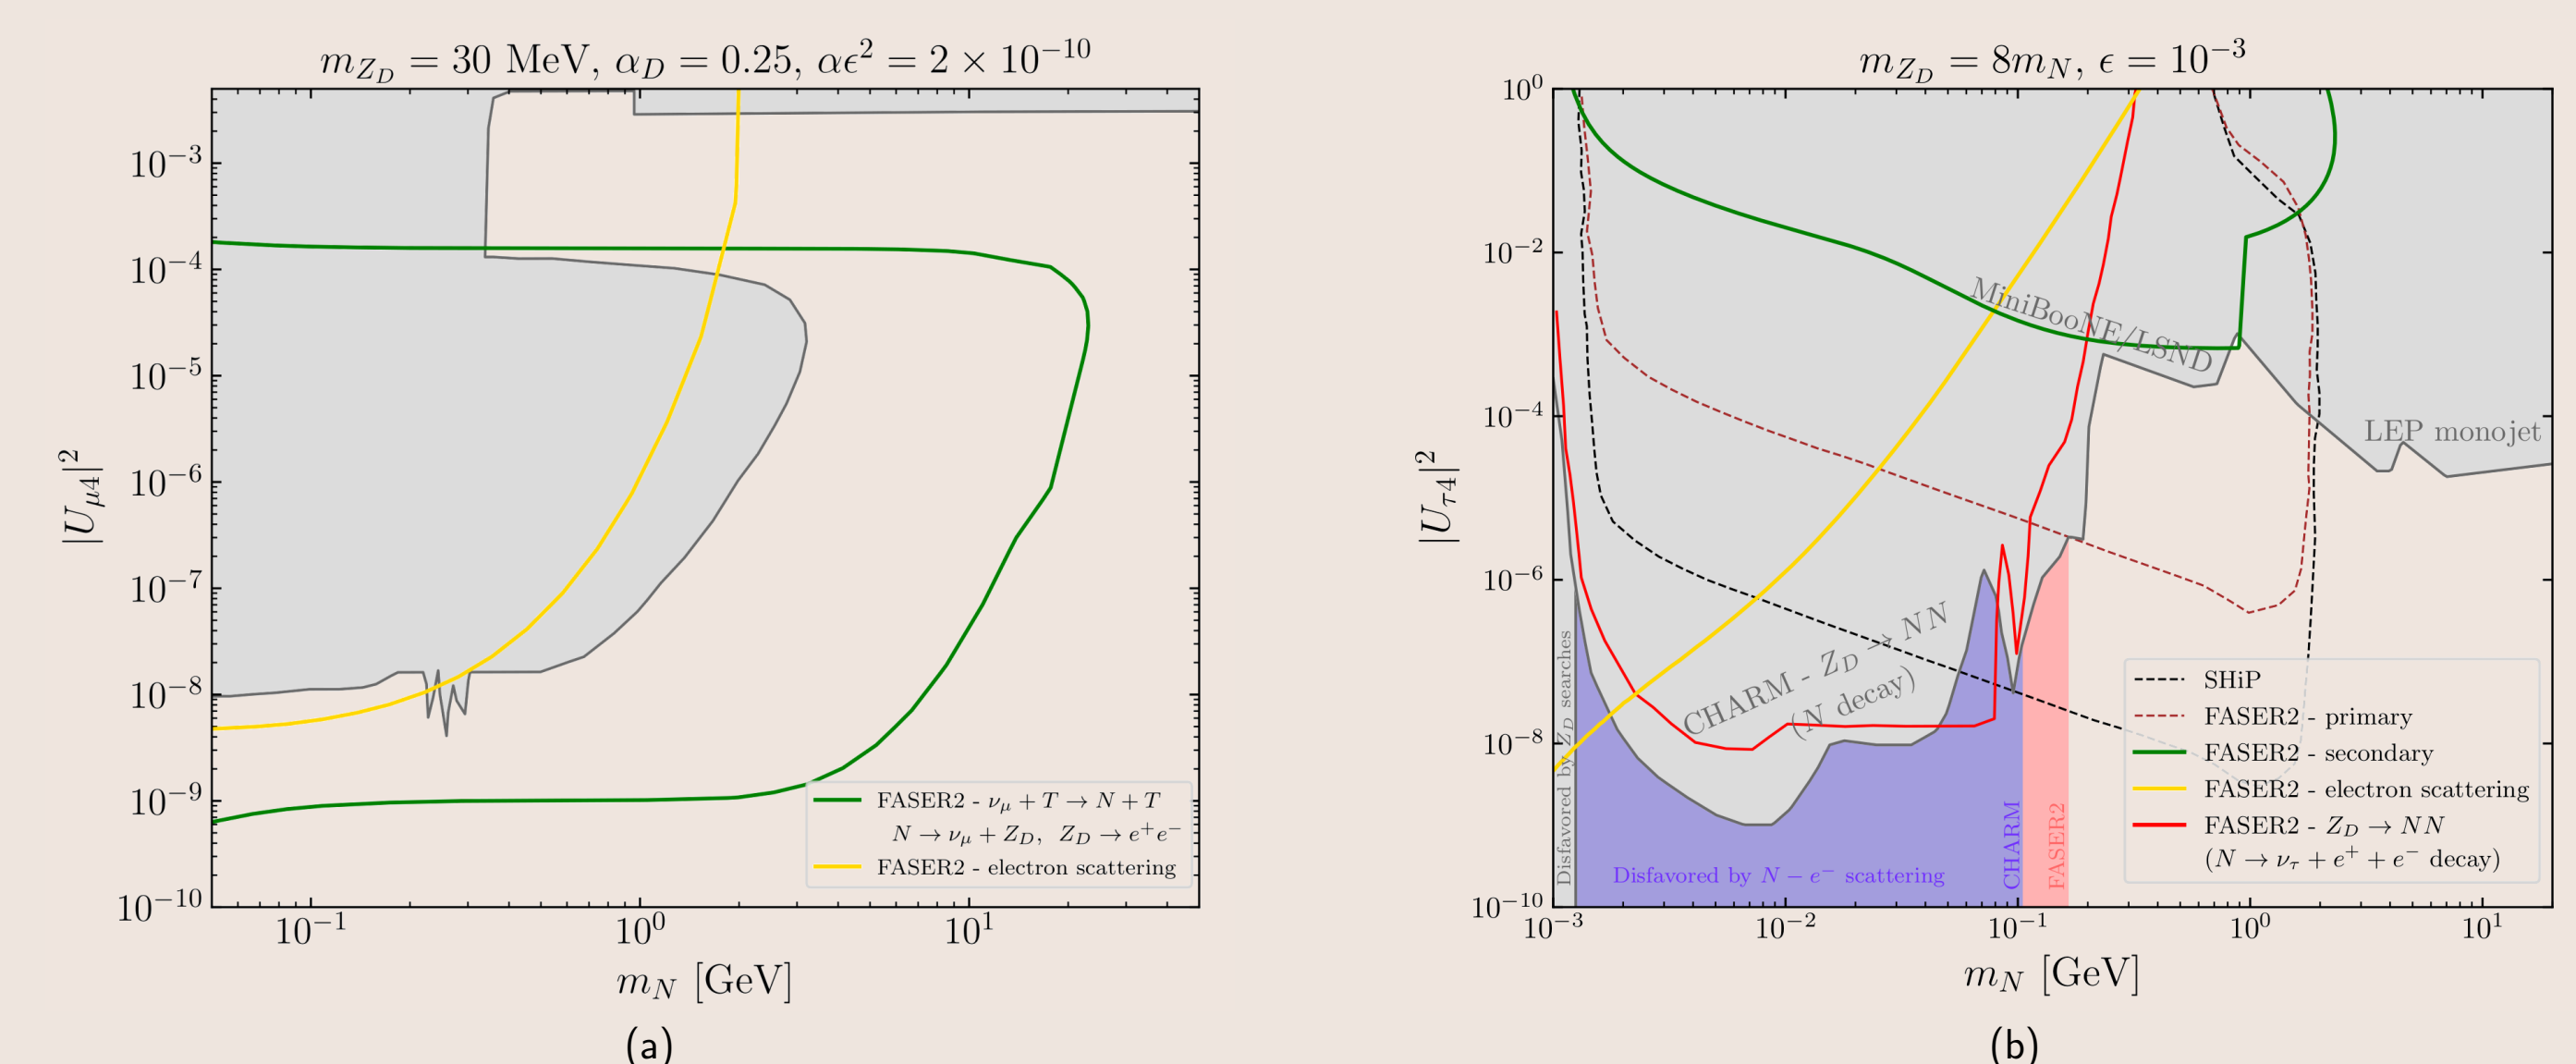 m_{Z_D} = 30 MeV, α_D = 0.25, αϵ² = 2 × 10⁻¹⁰
|U_{μ4}|²
10⁻³
10⁻⁴
10⁻⁵
10⁻⁶
10⁻⁷
10⁻⁸
10⁻⁹
10⁻¹⁰
FASER2 - ν_μ + T → N + T
N → ν_μ + Z_D, Z_D → e⁺e⁻
FASER2 - electron scattering
10⁻¹ 10⁰ 10¹
m_N [GeV]
(a)
m_{Z_D} = 8m_N, ϵ = 10⁻³
|U_{τ4}|²
10⁰
10⁻²
10⁻⁴
10⁻⁶
10⁻⁸
10⁻¹⁰
MiniBooNE/LSND
LEP monojet
CHARM - Z_D → NN
(N decay)
Disfavored by Z_D searches
Disfavored by N − e⁻ scattering
CHARM
FASER2
SHiP
FASER2 - primary
FASER2 - secondary
FASER2 - electron scattering
FASER2 - Z_D → NN
(N → ν_τ + e⁺ + e⁻ decay)
10⁻³ 10⁻² 10⁻¹ 10⁰ 10¹
m_N [GeV]
(b)